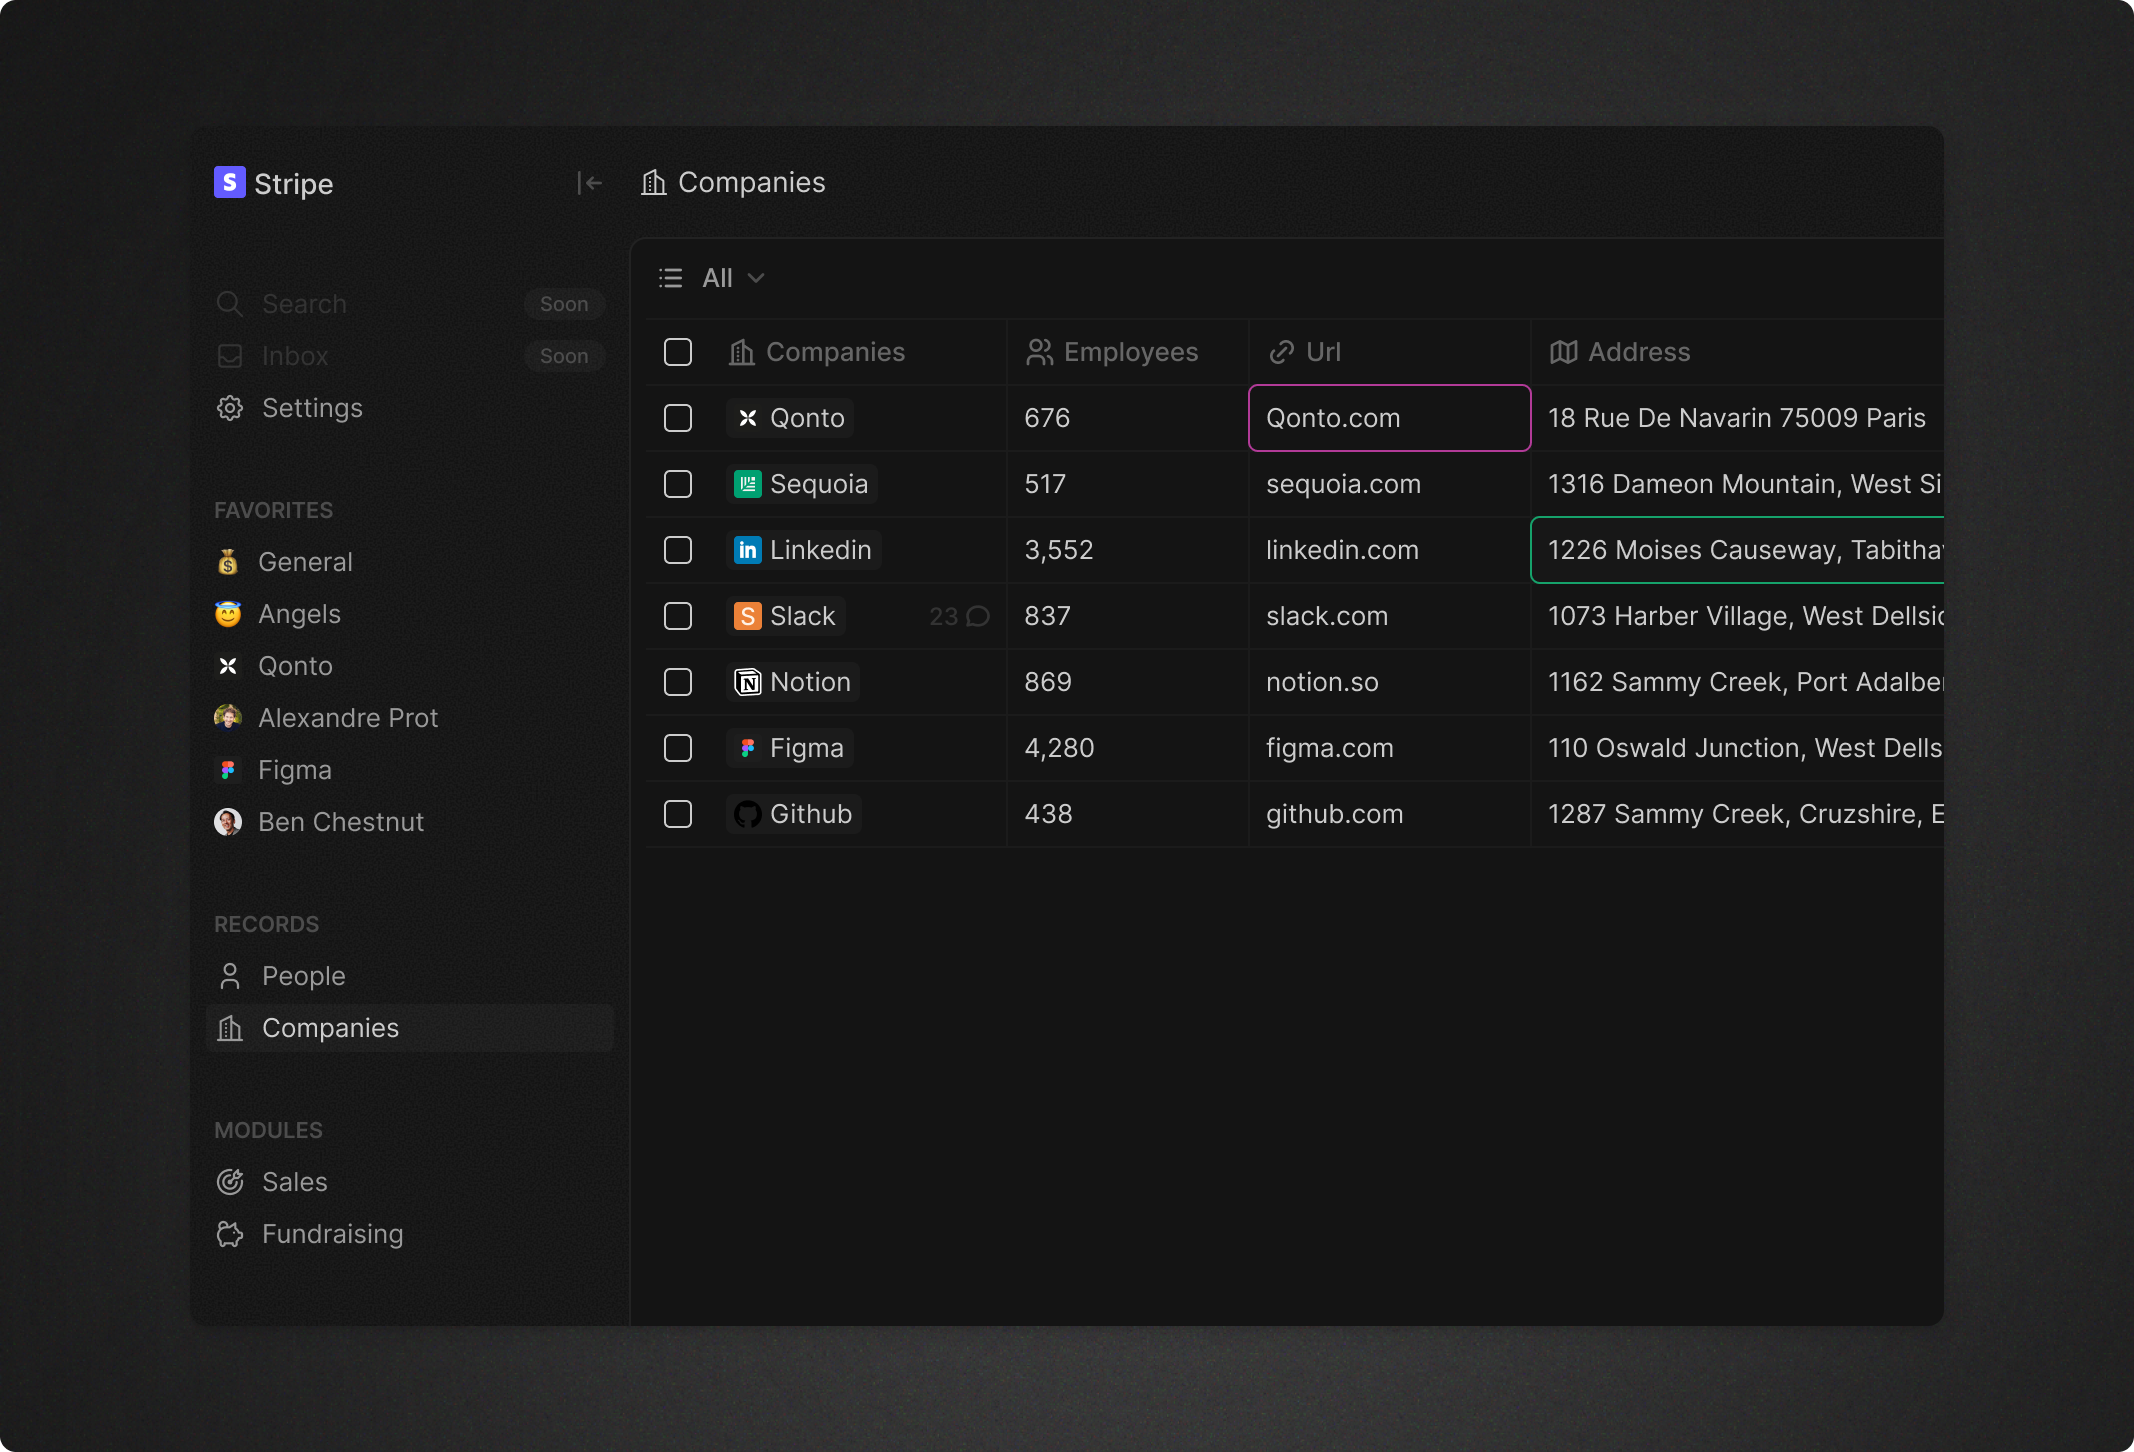 Stripe
Companies
Search Soon
Inbox Soon
Settings
FAVORITES
General
Angels
Qonto
Alexandre Prot
Figma
Ben Chestnut
RECORDS
People
Companies
MODULES
Sales
Fundraising
All
Companies Employees Url Address
Qonto 676 Qonto.com 18 Rue De Navarin 75009 Paris
Sequoia 517 sequoia.com 1316 Dameon Mountain, West Si
in Linkedin 3,552 linkedin.com 1226 Moises Causeway, Tabitha
S Slack 23 837 slack.com 1073 Harber Village, West Dellsi
Notion 869 notion.so 1162 Sammy Creek, Port Adalbe
Figma 4,280 figma.com 110 Oswald Junction, West Dells
Github 438 github.com 1287 Sammy Creek, Cruzshire, E